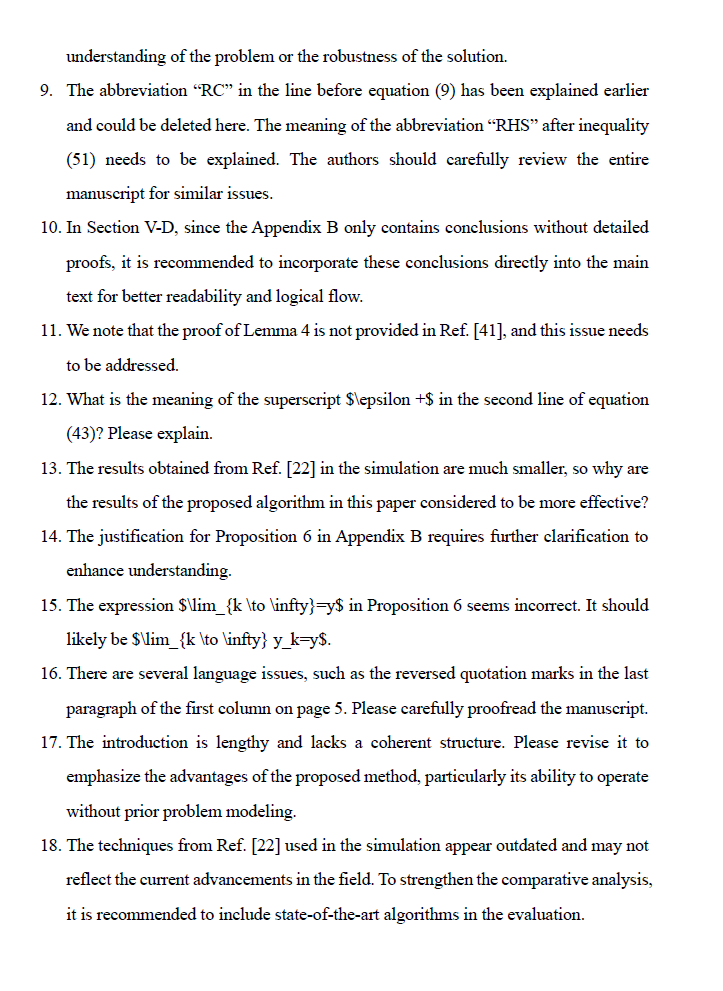 understanding of the problem or the robustness of the solution.
9. The abbreviation “RC” in the line before equation (9) has been explained earlier
and could be deleted here. The meaning of the abbreviation “RHS” after inequality
(51) needs to be explained. The authors should carefully review the entire
manuscript for similar issues.
10. In Section V-D, since the Appendix B only contains conclusions without detailed
proofs, it is recommended to incorporate these conclusions directly into the main
text for better readability and logical flow.
11. We note that the proof of Lemma 4 is not provided in Ref. [41], and this issue needs
to be addressed.
12. What is the meaning of the superscript $\epsilon +$ in the second line of equation
(43)? Please explain.
13. The results obtained from Ref. [22] in the simulation are much smaller, so why are
the results of the proposed algorithm in this paper considered to be more effective?
14. The justification for Proposition 6 in Appendix B requires further clarification to
enhance understanding.
15. The expression $\lim_{k \to \infty}=y$ in Proposition 6 seems incorrect. It should
likely be $\lim_{k \to \infty} y_k=y$.
16. There are several language issues, such as the reversed quotation marks in the last
paragraph of the first column on page 5. Please carefully proofread the manuscript.
17. The introduction is lengthy and lacks a coherent structure. Please revise it to
emphasize the advantages of the proposed method, particularly its ability to operate
without prior problem modeling.
18. The techniques from Ref. [22] used in the simulation appear outdated and may not
reflect the current advancements in the field. To strengthen the comparative analysis,
it is recommended to include state-of-the-art algorithms in the evaluation.